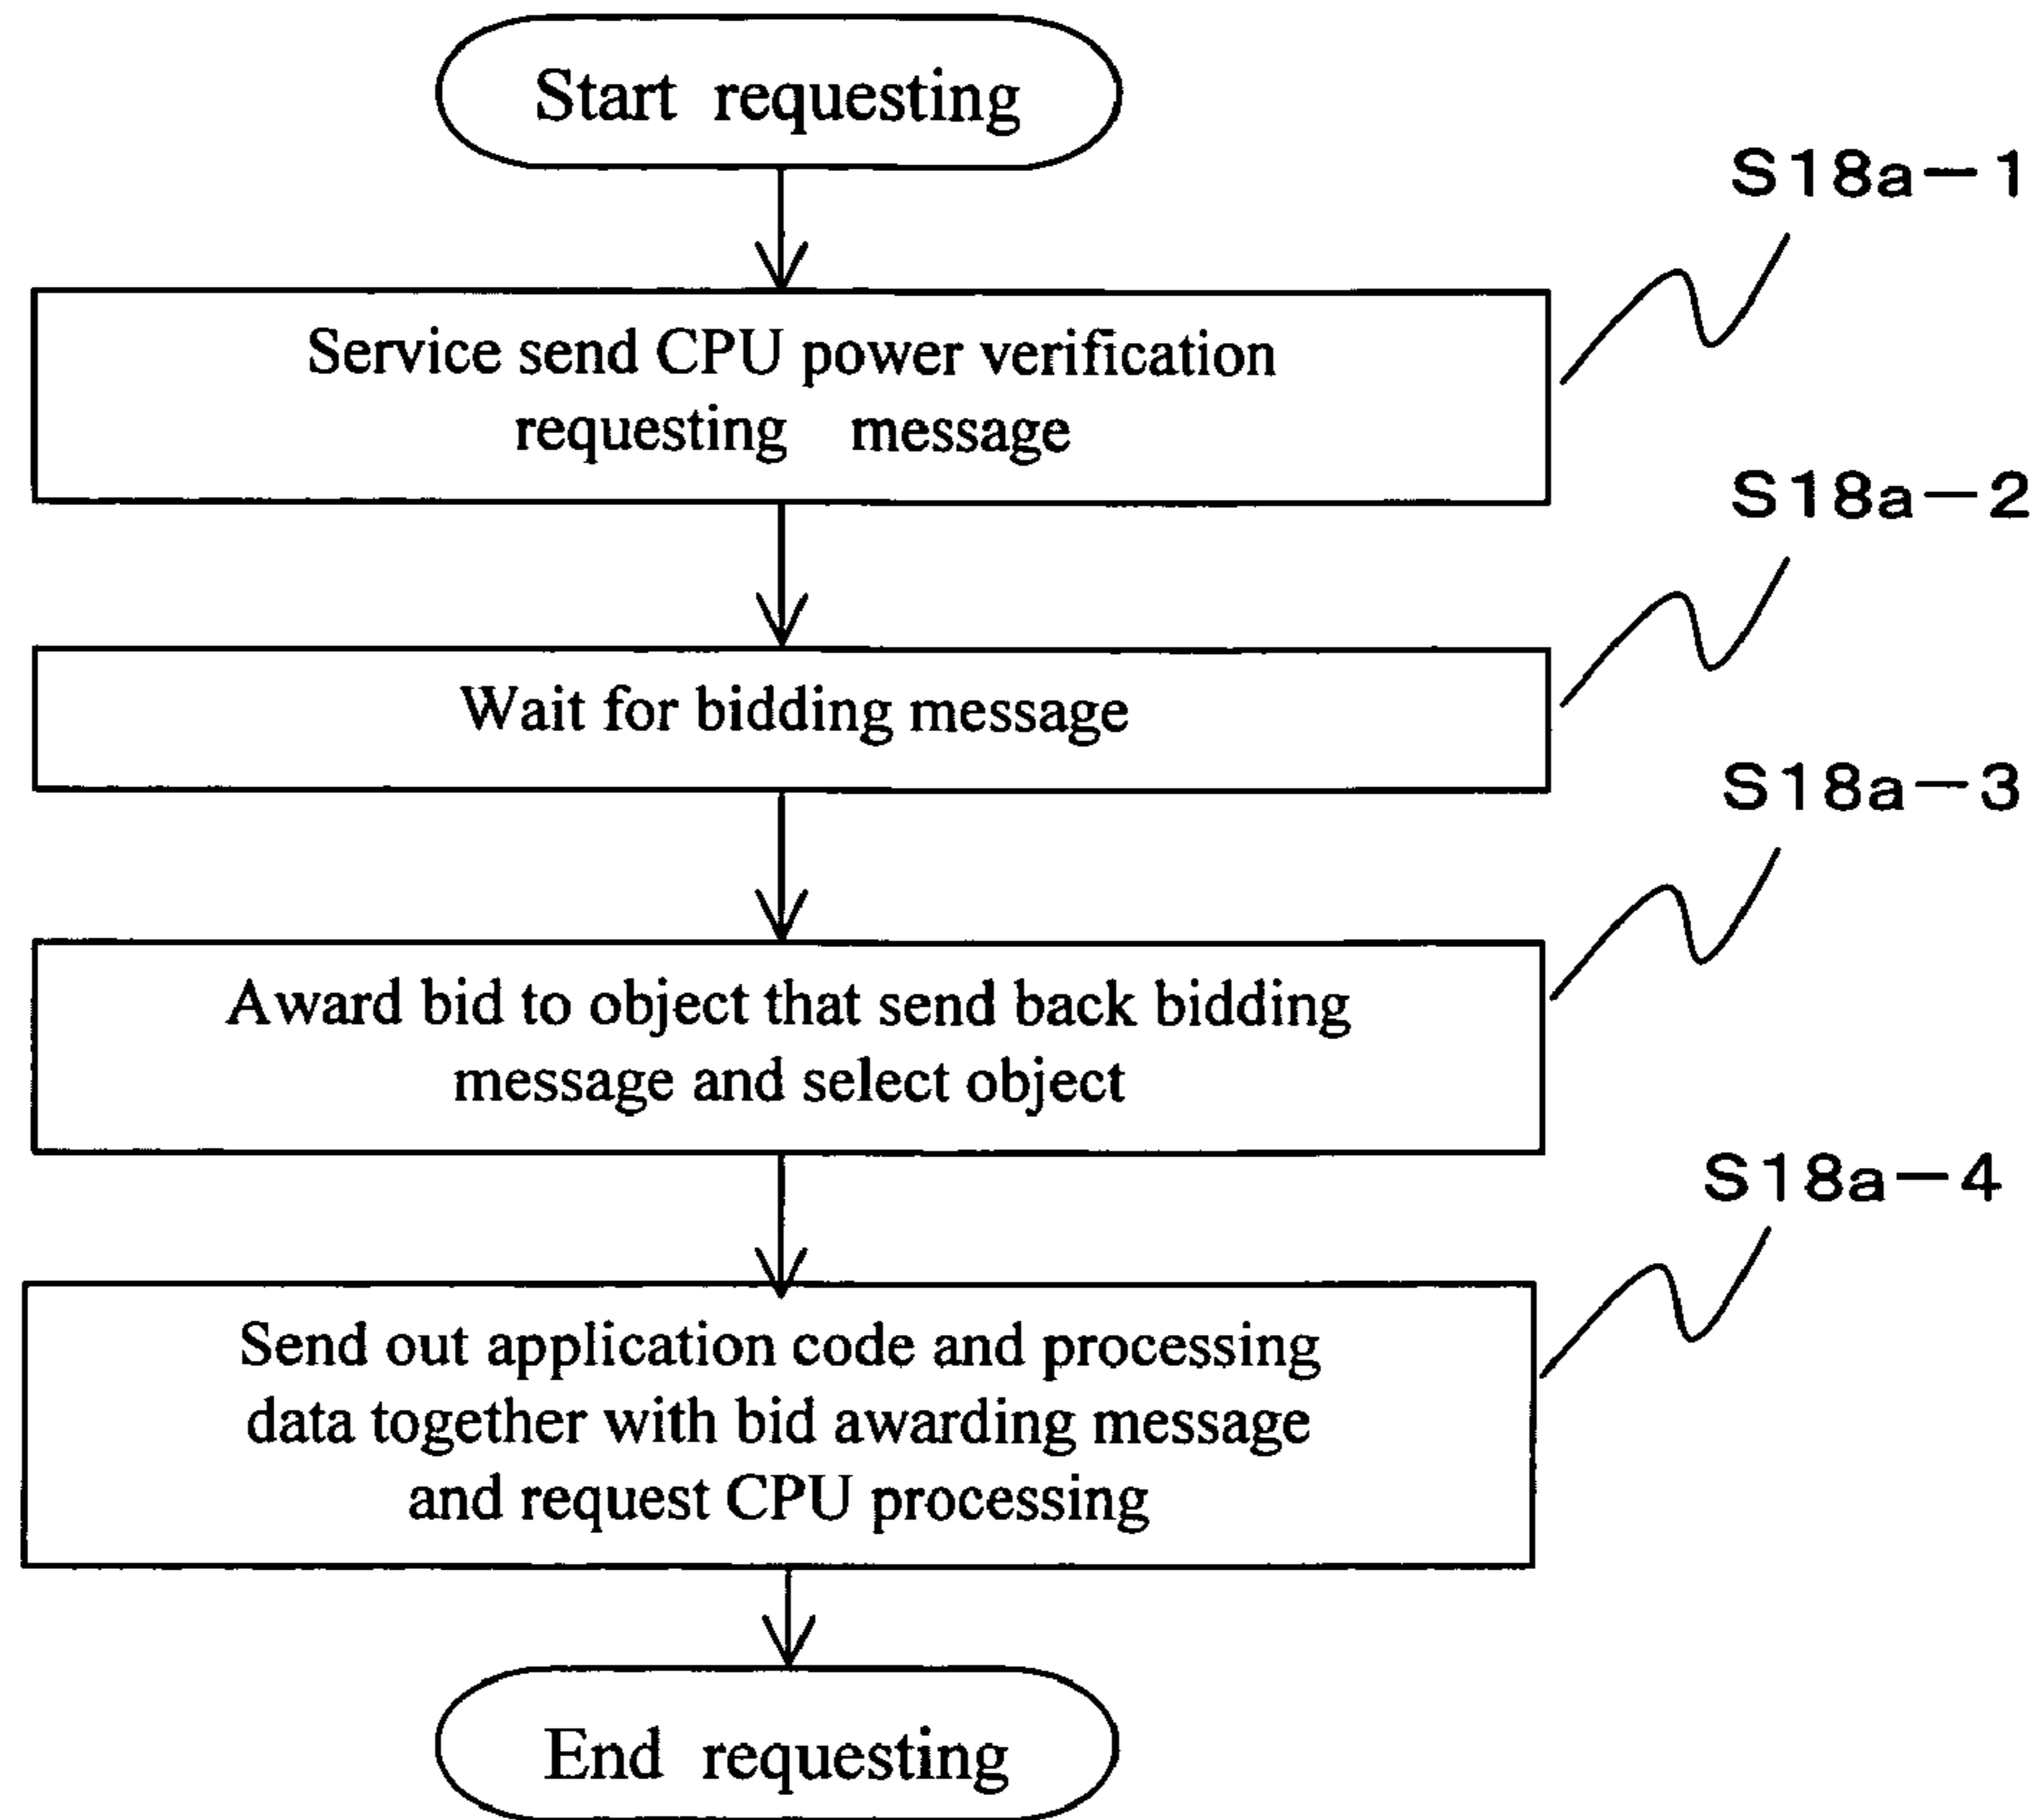 Start requesting
S18a-1
Service send CPU power verification
requesting message
S18a-2
Wait for bidding message
S18a-3
Award bid to object that send back bidding
message and select object
S18a-4
Send out application code and processing
data together with bid awarding message
and request CPU processing
End requesting